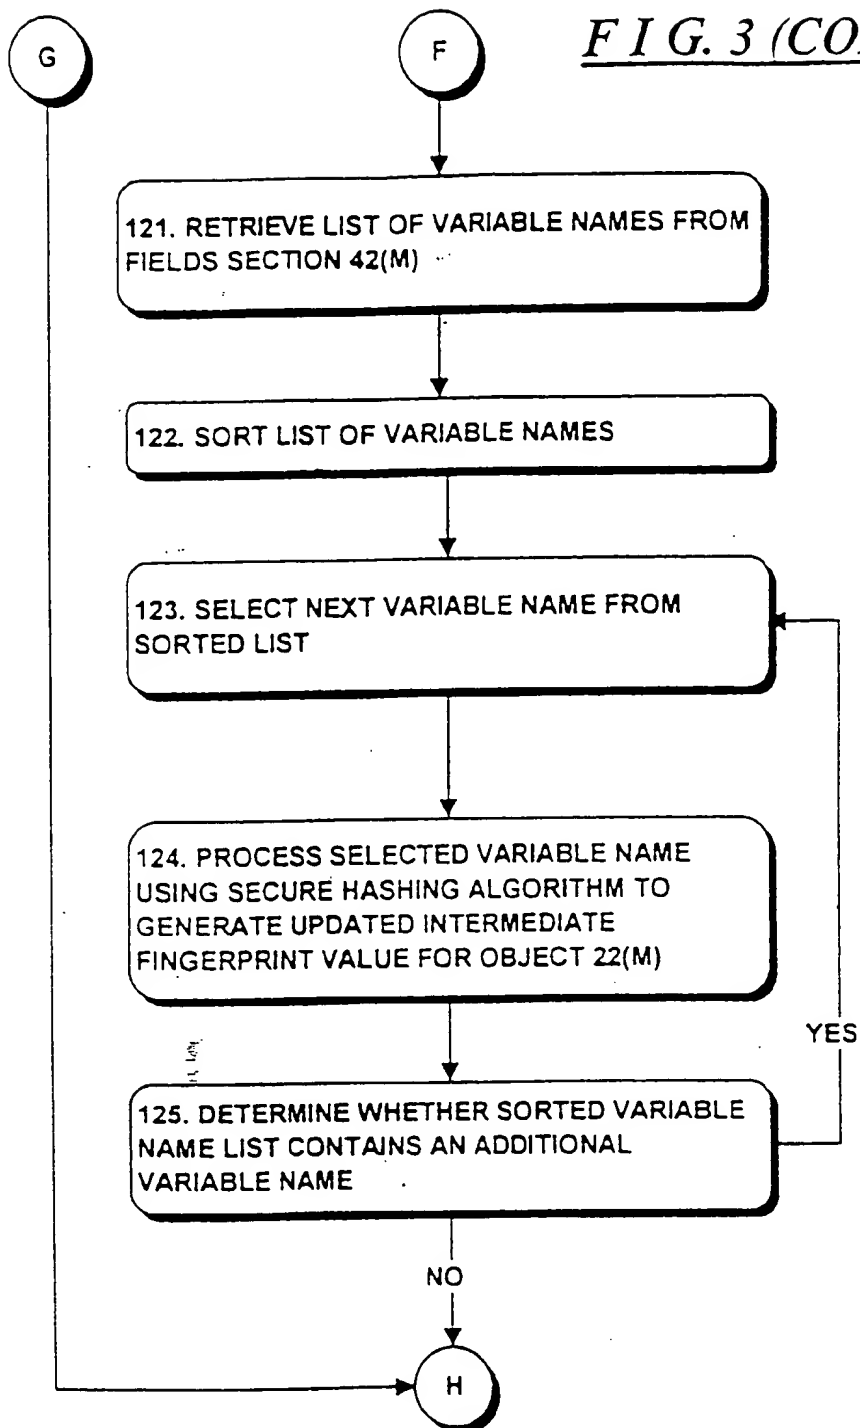 G
F
F I G. 3 (CO
121. RETRIEVE LIST OF VARIABLE NAMES FROM
FIELDS SECTION 42(M)
122. SORT LIST OF VARIABLE NAMES
123. SELECT NEXT VARIABLE NAME FROM
SORTED LIST
124. PROCESS SELECTED VARIABLE NAME
USING SECURE HASHING ALGORITHM TO
GENERATE UPDATED INTERMEDIATE
FINGERPRINT VALUE FOR OBJECT 22(M)
YES
125. DETERMINE WHETHER SORTED VARIABLE
NAME LIST CONTAINS AN ADDITIONAL
VARIABLE NAME
NO
H